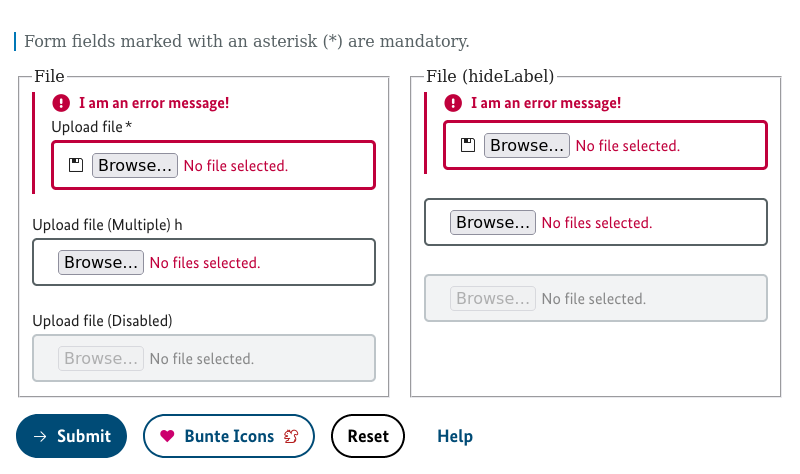 Form fields marked with an asterisk (*) are mandatory.
File
I am an error message!
Upload file*
Browse... No file selected.
Upload file (Multiple) h
Browse... No files selected.
Upload file (Disabled)
Browse... No file selected.
File (hideLabel)
I am an error message!
Browse... No file selected.
Browse... No files selected.
Browse... No file selected.
Submit
Bunte Icons
Reset
Help